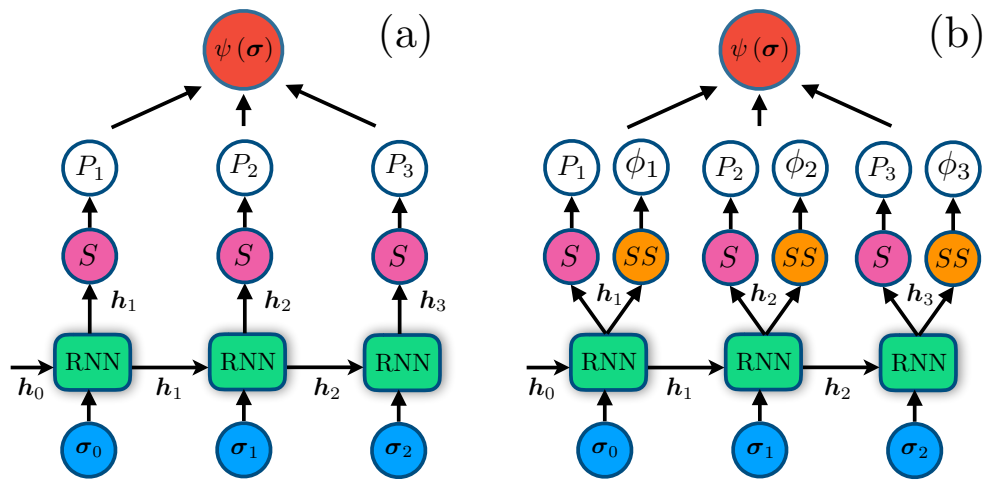 ψ(σ) (a) ψ(σ) (b)
P₁ P₂ P₃ P₁ ϕ₁ P₂ ϕ₂ P₃ ϕ₃
S S S S SS S SS S SS
h₁ h₂ h₃ h₁ h₂ h₃
RNN RNN RNN RNN RNN RNN
h₀ h₁ h₂ h₀ h₁ h₂
σ₀ σ₁ σ₂ σ₀ σ₁ σ₂